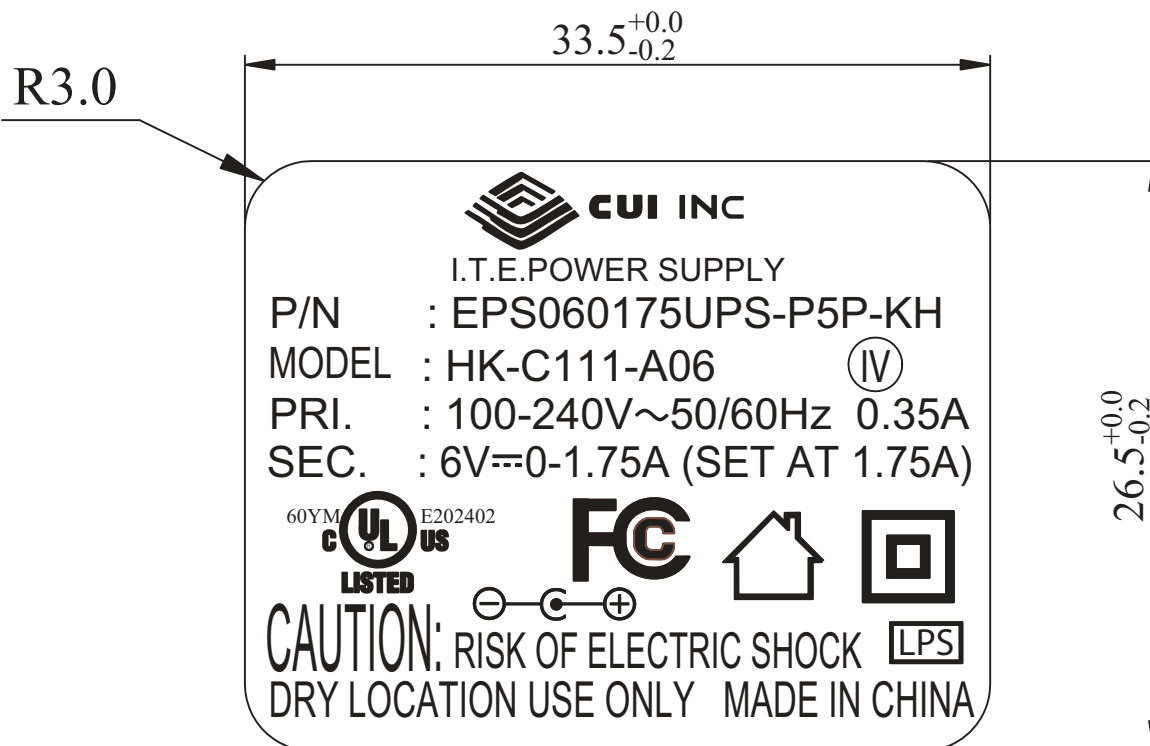 33.5 +0.0 -0.2
R3.0
CUI INC
I.T.E.POWER SUPPLY
P/N : EPS060175UPS-P5P-KH
MODEL : HK-C111-A06 IV
PRI. : 100-240V～50/60Hz 0.35A
SEC. : 6V⎓0-1.75A (SET AT 1.75A)
26.5 +0.0 -0.2
60YM C UL US E202402
LISTED
FC
CAUTION: RISK OF ELECTRIC SHOCK LPS
DRY LOCATION USE ONLY MADE IN CHINA